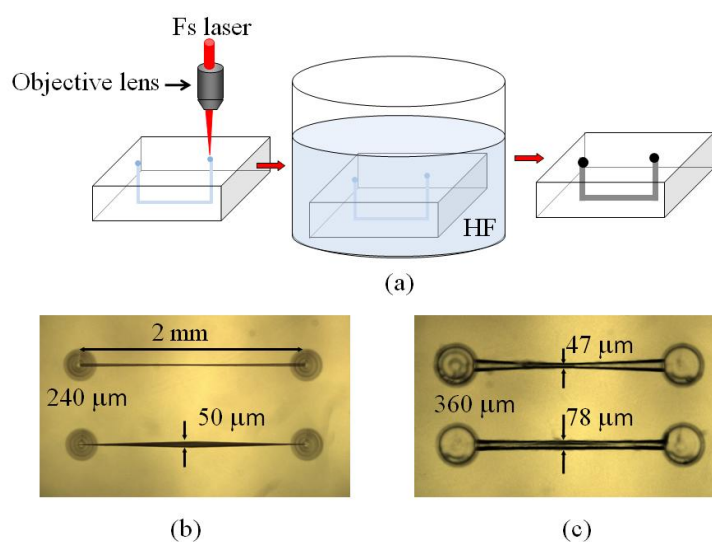 Fs laser
Objective lens
HF
(a)
2 mm
240 μm
50 μm
47 μm
360 μm
78 μm
(b)
(c)